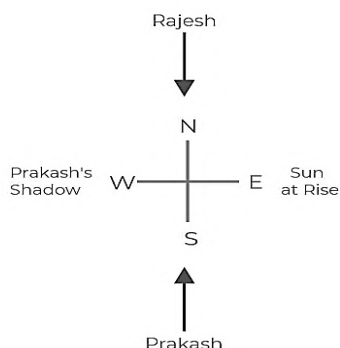 Rajesh
N
Prakash's
Shadow
W
E
Sun
at Rise
S
Prakash